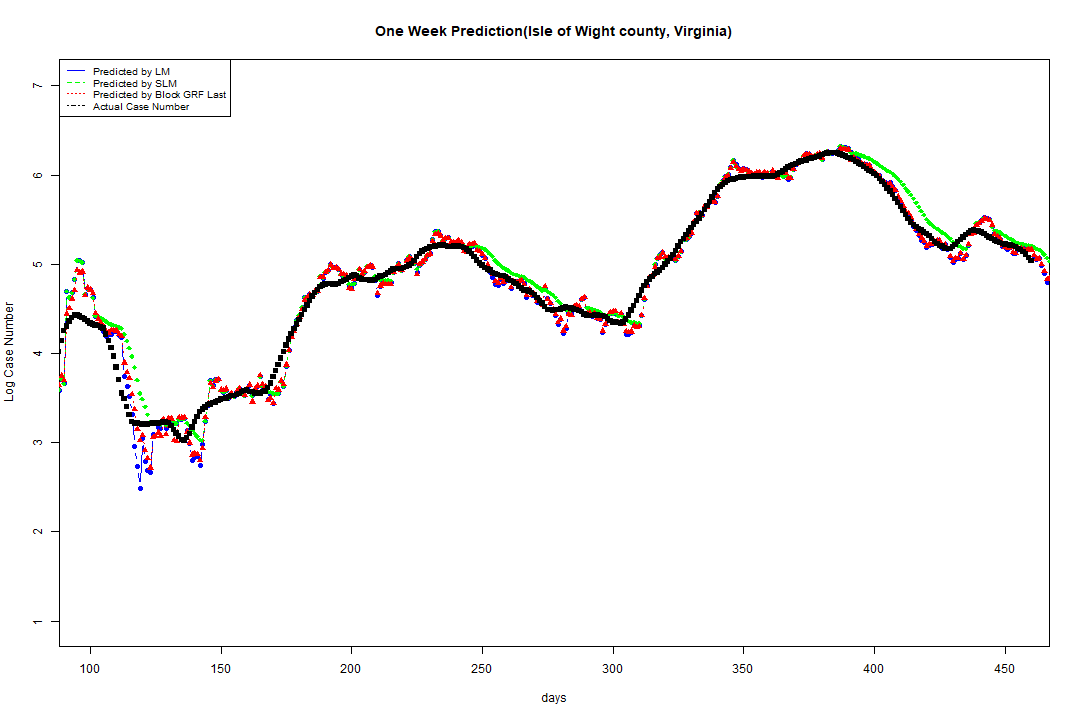 One Week Prediction(Isle of Wight county, Virginia)
Predicted by LM
Predicted by SLM
Predicted by Block GRF Last
Actual Case Number
Log Case Number
7
6
5
4
3
2
1
100 150 200 250 300 350 400 450
days